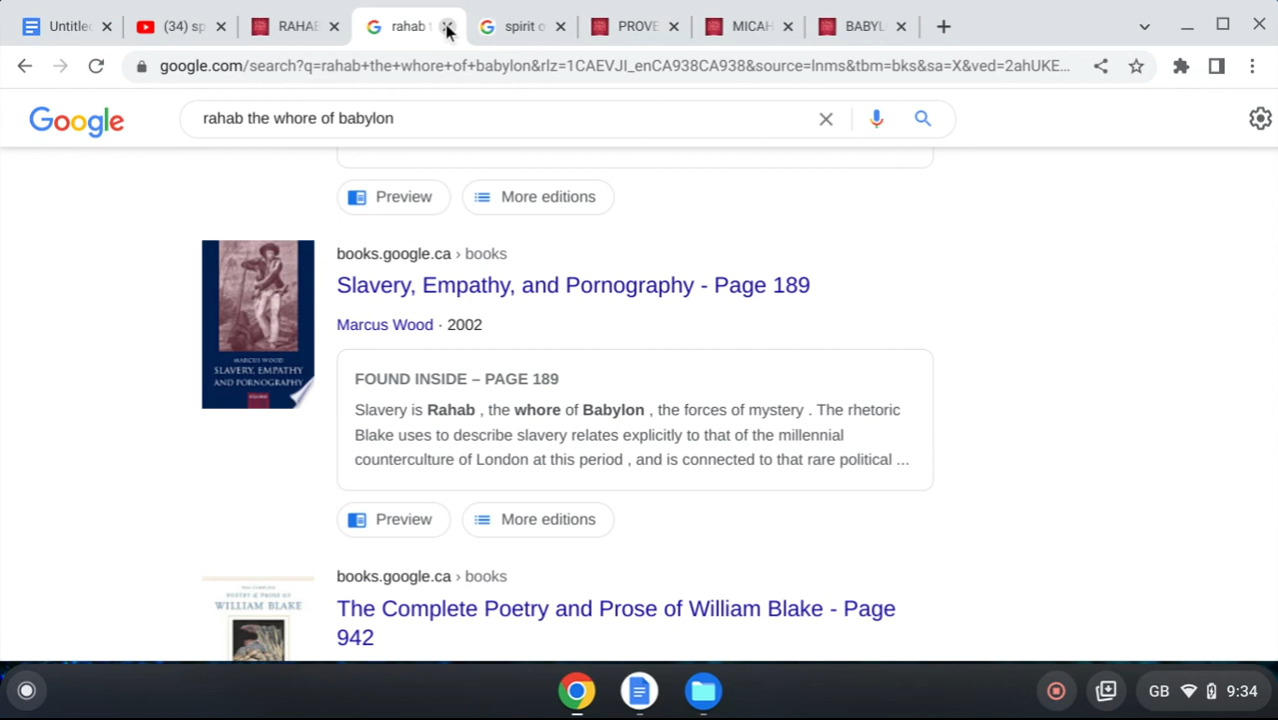 Untitle
(34) sp
RAHAB
rahab t
spirit o
PROVE
MICAH
BABYL
google.com/search?q=rahab+the+whore+of+babylon&rlz=1CAEVJI_enCA938CA938&source=lnms&tbm=bks&sa=X&ved=2ahUKE...
Google
rahab the whore of babylon
Preview
More editions
books.google.ca › books
Slavery, Empathy, and Pornography - Page 189
Marcus Wood · 2002
MARCUS WOOD
SLAVERY, EMPATHY
AND PORNOGRAPHY
FOUND INSIDE – PAGE 189
Slavery is Rahab , the whore of Babylon , the forces of mystery . The rhetoric
Blake uses to describe slavery relates explicitly to that of the millennial
counterculture of London at this period , and is connected to that rare political ...
Preview
More editions
books.google.ca › books
The Complete Poetry and Prose of William Blake - Page
942
THE COMPLETE
POETRY & PROSE OF
WILLIAM BLAKE
GB
9:34